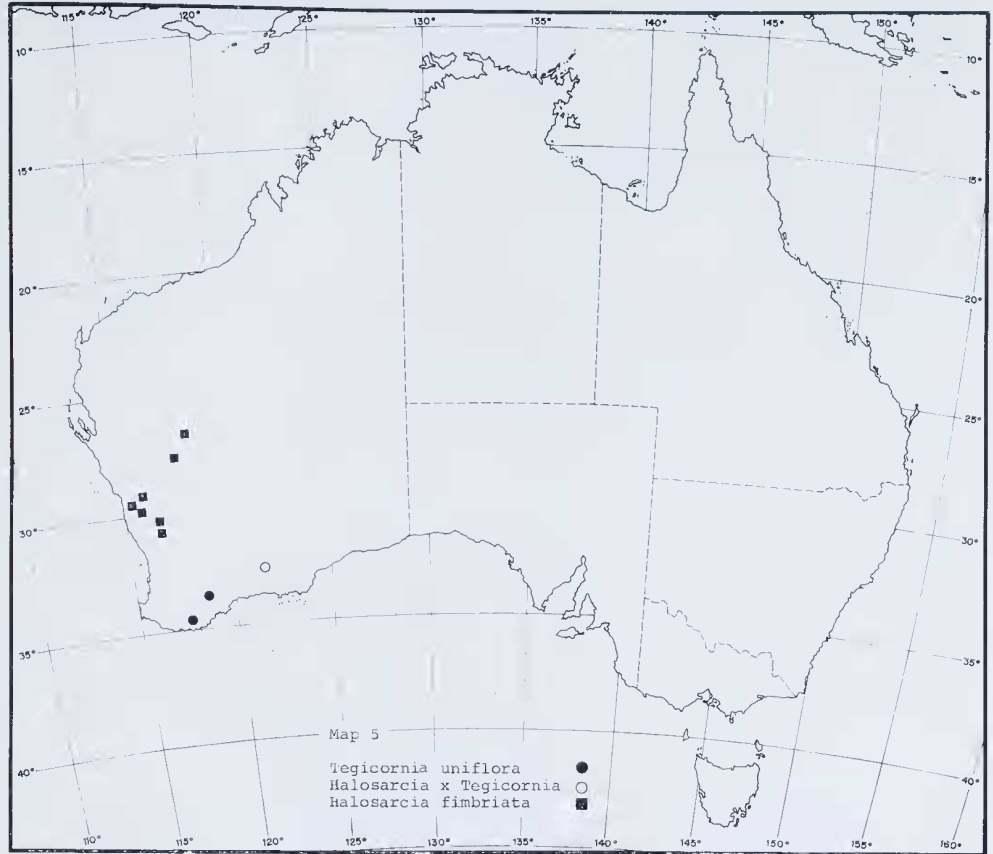 115° 120° 125° 130° 135° 140° 145° 150°
10° 10°
15° 15°
20° 20°
25° 25°
30° 30°
35° 35°
40° 40°
Map 5
Tegicornia uniflora
Halosarcia x Tegicornia
Halosarcia fimbriata
110° 115° 120° 125° 130° 135° 140° 145° 150° 155° 160°